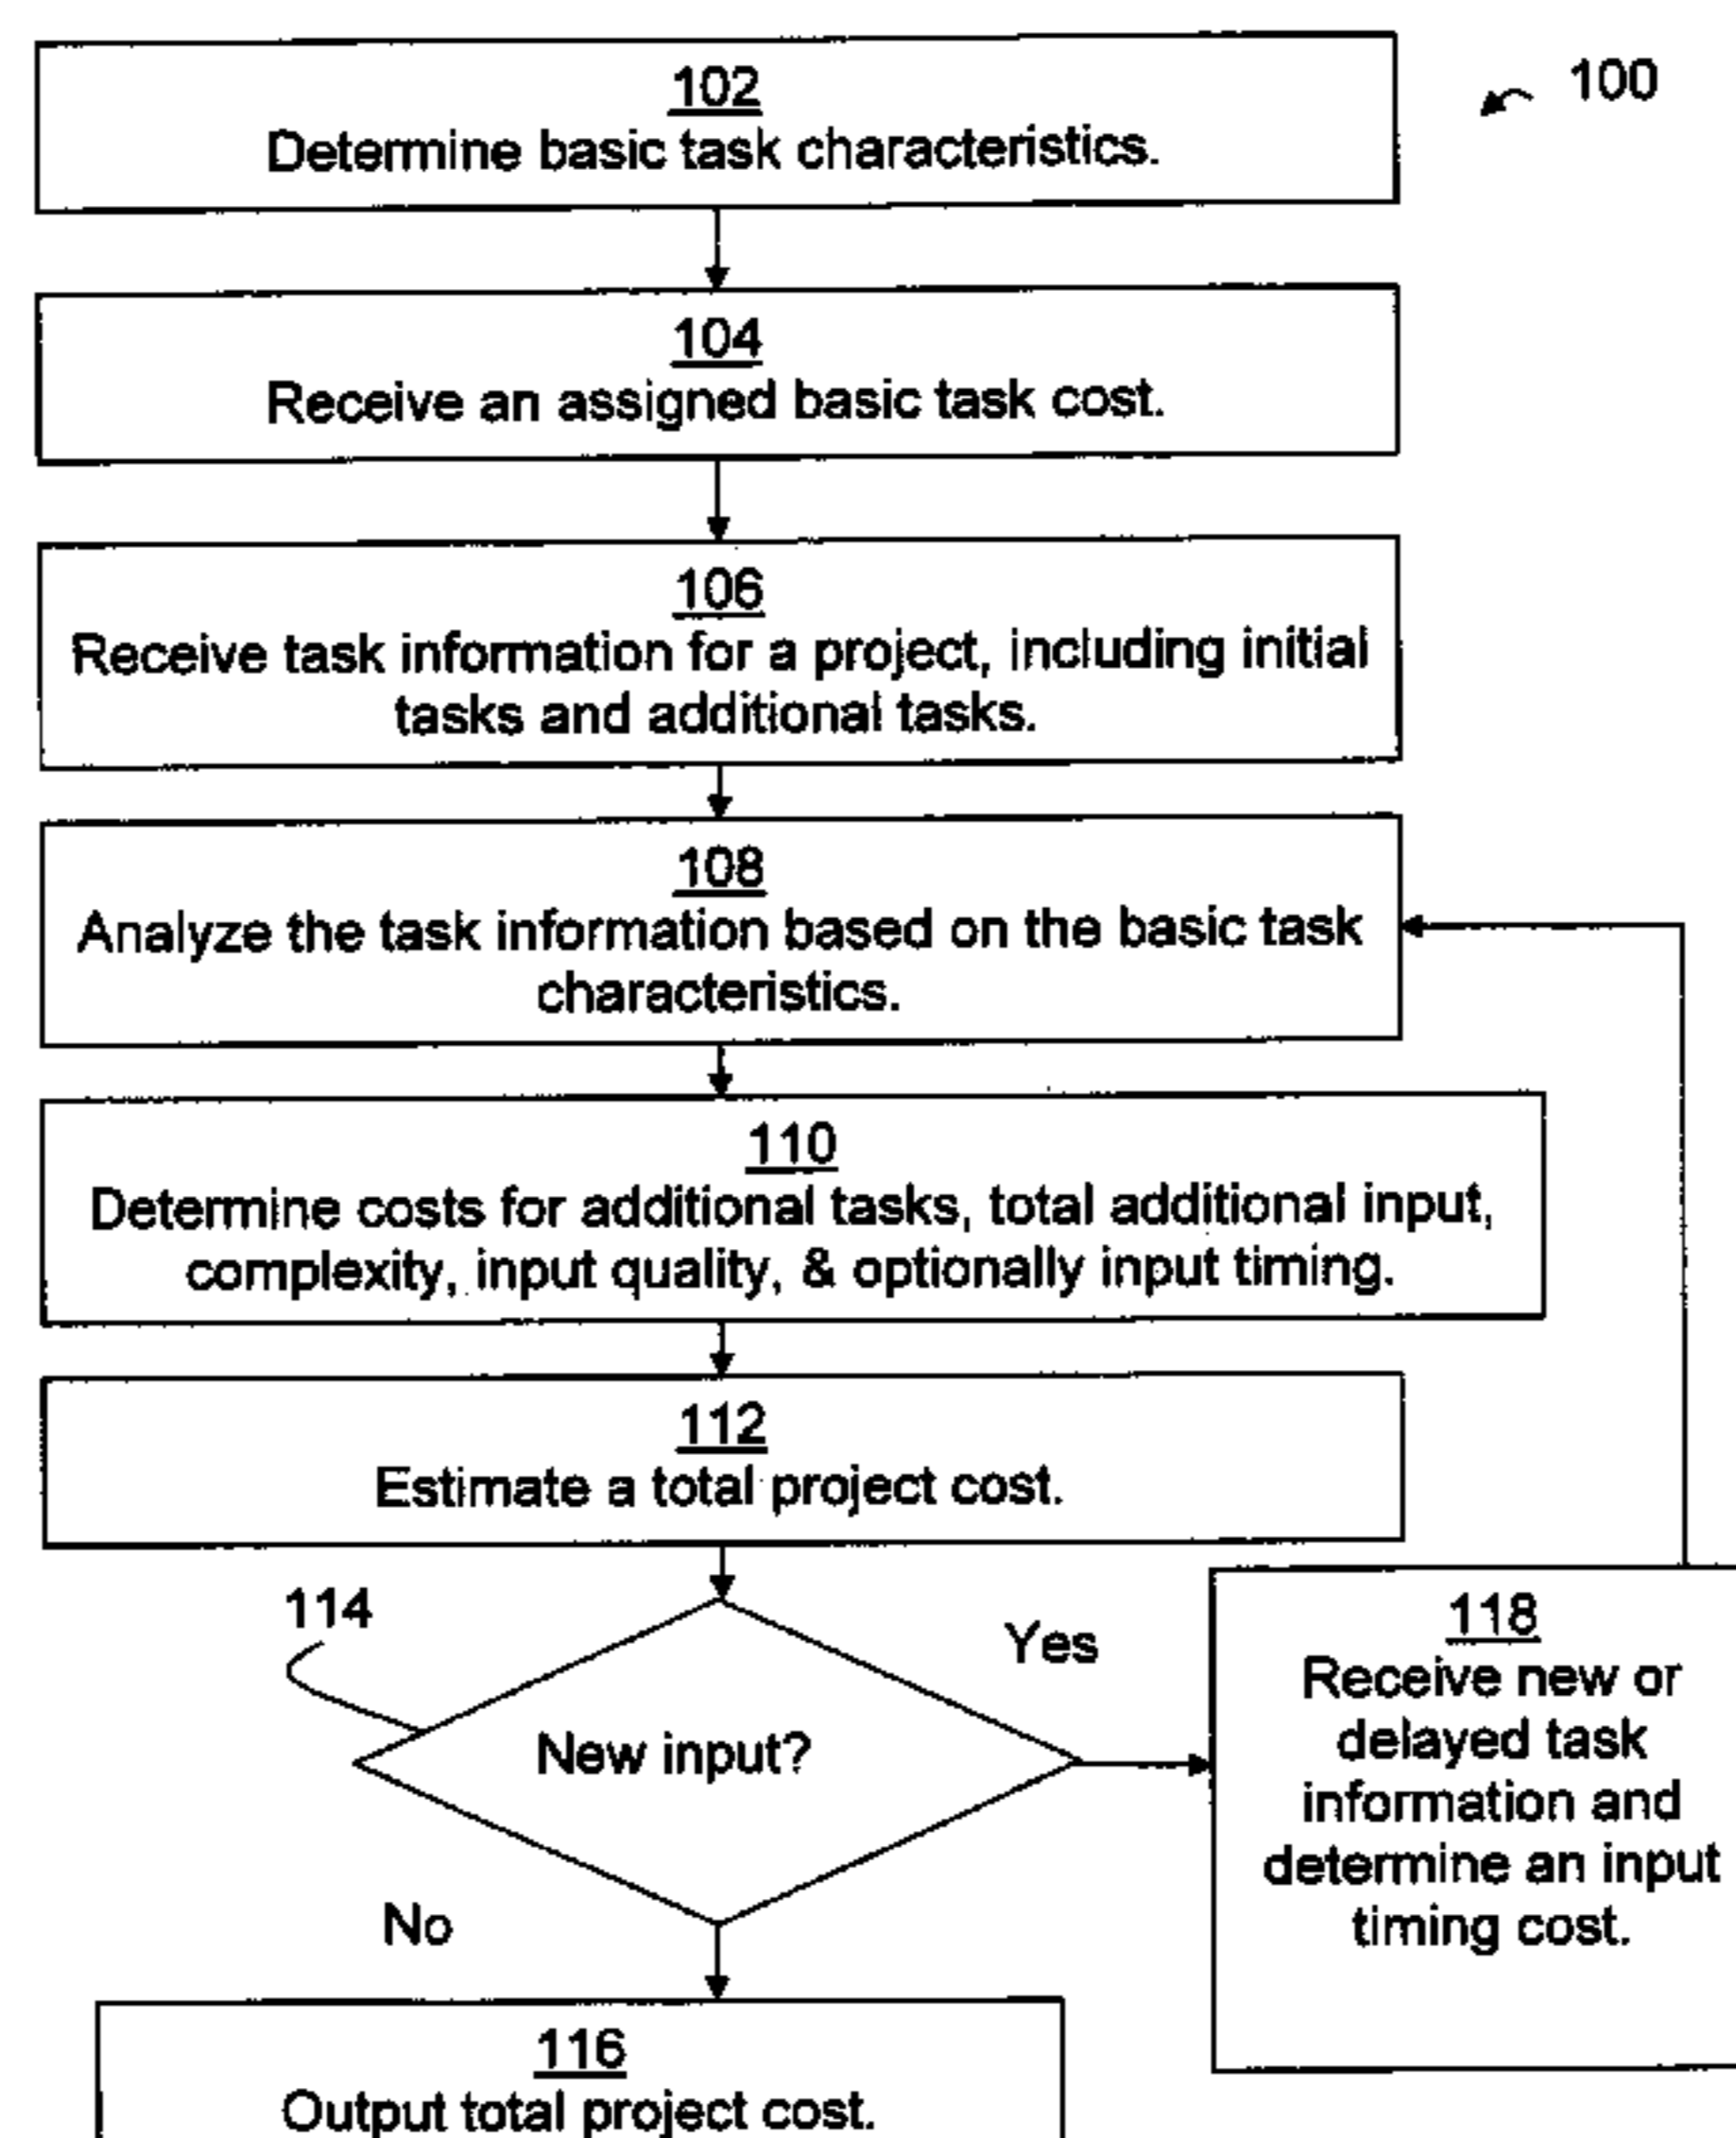 100
102
Determine basic task characteristics.
104
Receive an assigned basic task cost.
106
Receive task information for a project, including initial
tasks and additional tasks.
108
Analyze the task information based on the basic task
characteristics.
110
Determine costs for additional tasks, total additional input,
complexity, input quality, & optionally input timing.
112
Estimate a total project cost.
114
New input?
Yes
No
118
Receive new or
delayed task
information and
determine an input
timing cost.
116
Output total project cost.